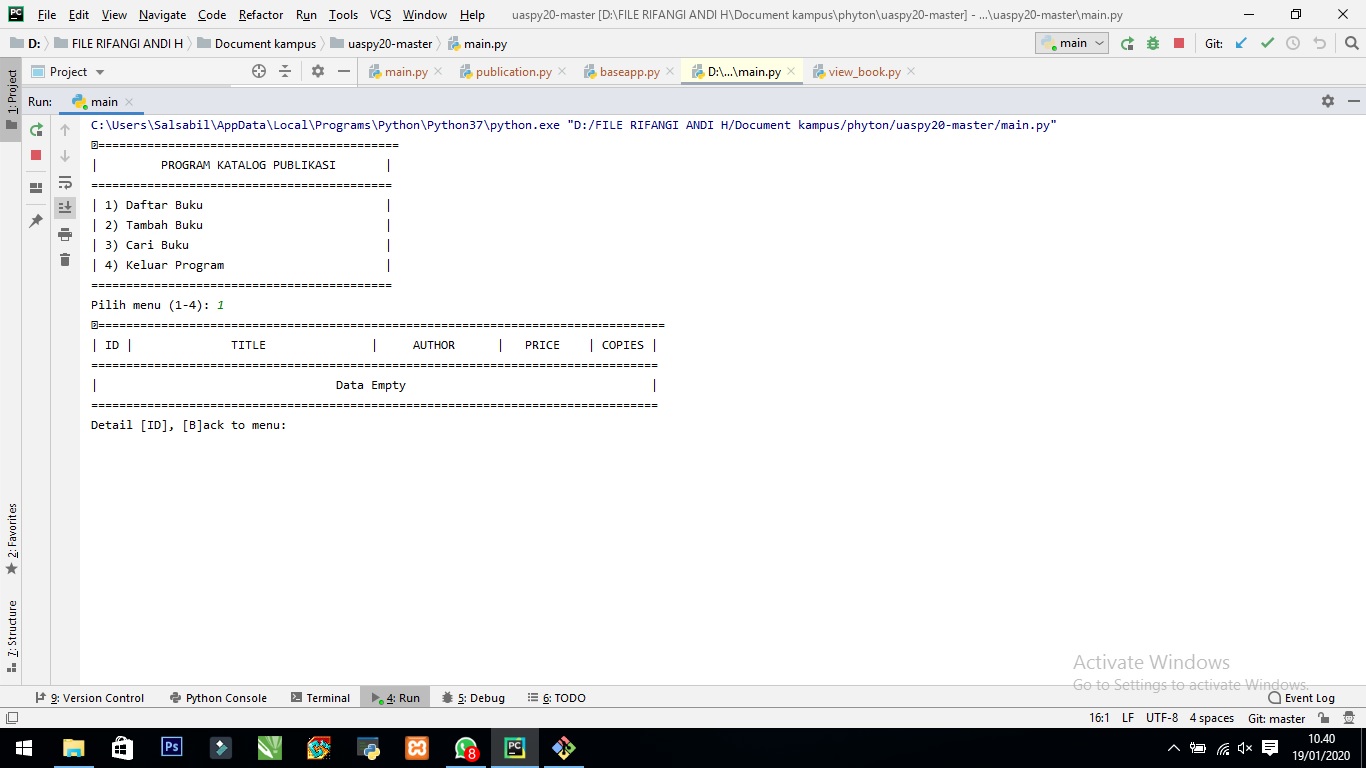 File Edit View Navigate Code Refactor Run Tools VCS Window Help uaspy20-master [D:\FILE RIFANGI ANDI H\Document kampus\phyton\uaspy20-master] - ...\uaspy20-master\main.py
D: FILE RIFANGI ANDI H Document kampus uaspy20-master main.py main Git:
1: Project
Project main.py publication.py baseapp.py D:\...\main.py view_book.py
Run: main
C:\Users\Salsabil\AppData\Local\Programs\Python\Python37\python.exe "D:/FILE RIFANGI ANDI H/Document kampus/phyton/uaspy20-master/main.py"
===========================================
| PROGRAM KATALOG PUBLIKASI |
===========================================
| 1) Daftar Buku |
| 2) Tambah Buku |
| 3) Cari Buku |
| 4) Keluar Program |
===========================================
Pilih menu (1-4): 1
=================================================================================
| ID | TITLE | AUTHOR | PRICE | COPIES |
=================================================================================
| Data Empty |
=================================================================================
Detail [ID], [B]ack to menu:
2: Favorites
7: Structure
Activate Windows
Go to Settings to activate Windows.
9: Version Control Python Console Terminal 4: Run 5: Debug 6: TODO Event Log
16:1 LF UTF-8 4 spaces Git: master
Ps 8 PC 10.40
19/01/2020